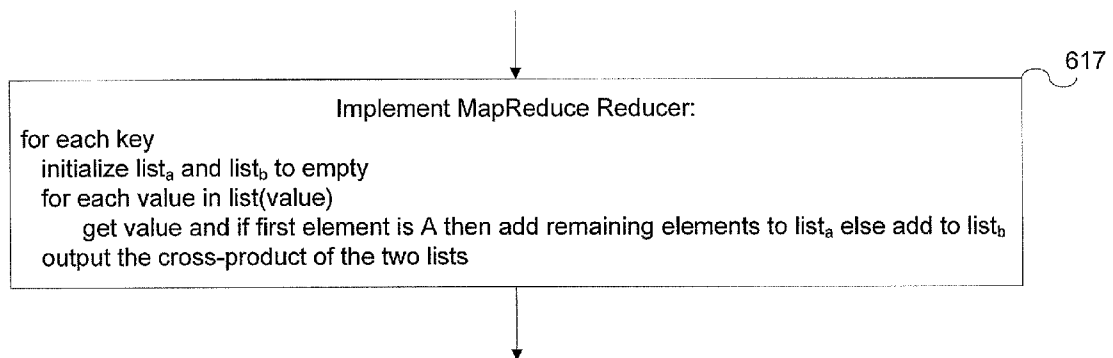 617
Implement MapReduce Reducer:
for each key
initialize listₐ and list_b to empty
for each value in list(value)
get value and if first element is A then add remaining elements to listₐ else add to list_b
output the cross-product of the two lists